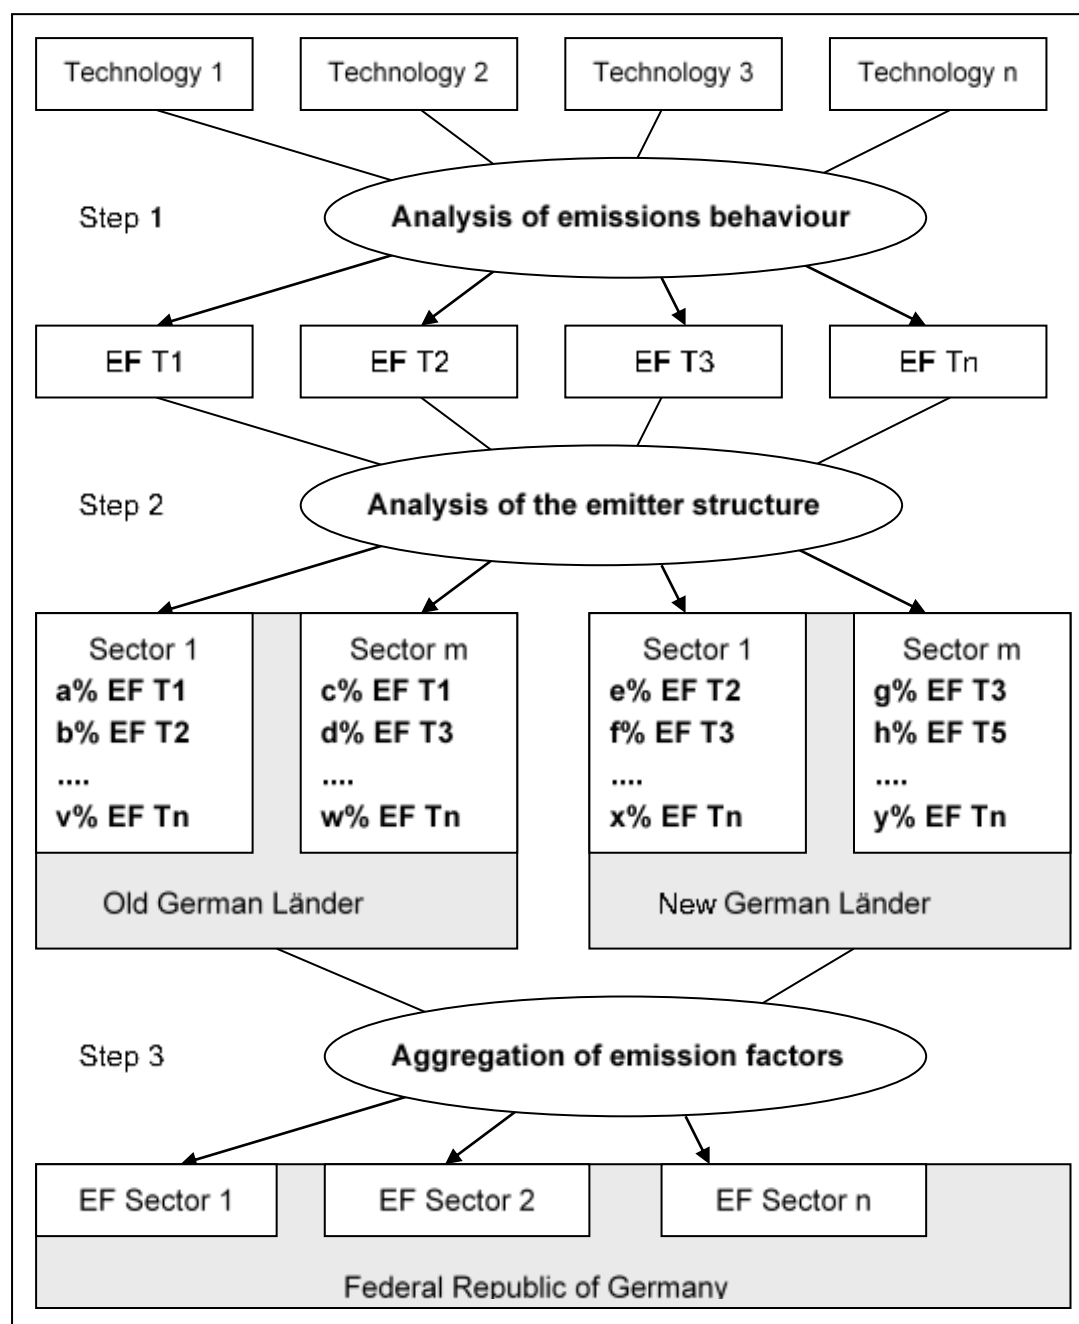 Technology 1
Technology 2
Technology 3
Technology n
Step 1
Analysis of emissions behaviour
EF T1
EF T2
EF T3
EF Tn
Step 2
Analysis of the emitter structure
Sector 1
a% EF T1
b% EF T2
....
v% EF Tn
Sector m
c% EF T1
d% EF T3
....
w% EF Tn
Old German Länder
Sector 1
e% EF T2
f% EF T3
....
x% EF Tn
Sector m
g% EF T3
h% EF T5
....
y% EF Tn
New German Länder
Step 3
Aggregation of emission factors
EF Sector 1
EF Sector 2
EF Sector n
Federal Republic of Germany